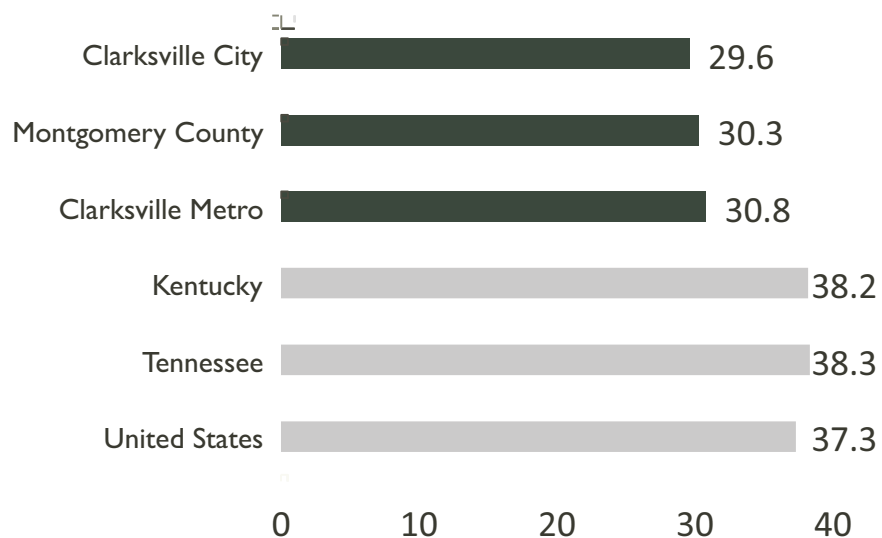 Clarksville City 29.6
Montgomery County 30.3
Clarksville Metro 30.8
Kentucky 38.2
Tennessee 38.3
United States 37.3
0 10 20 30 40